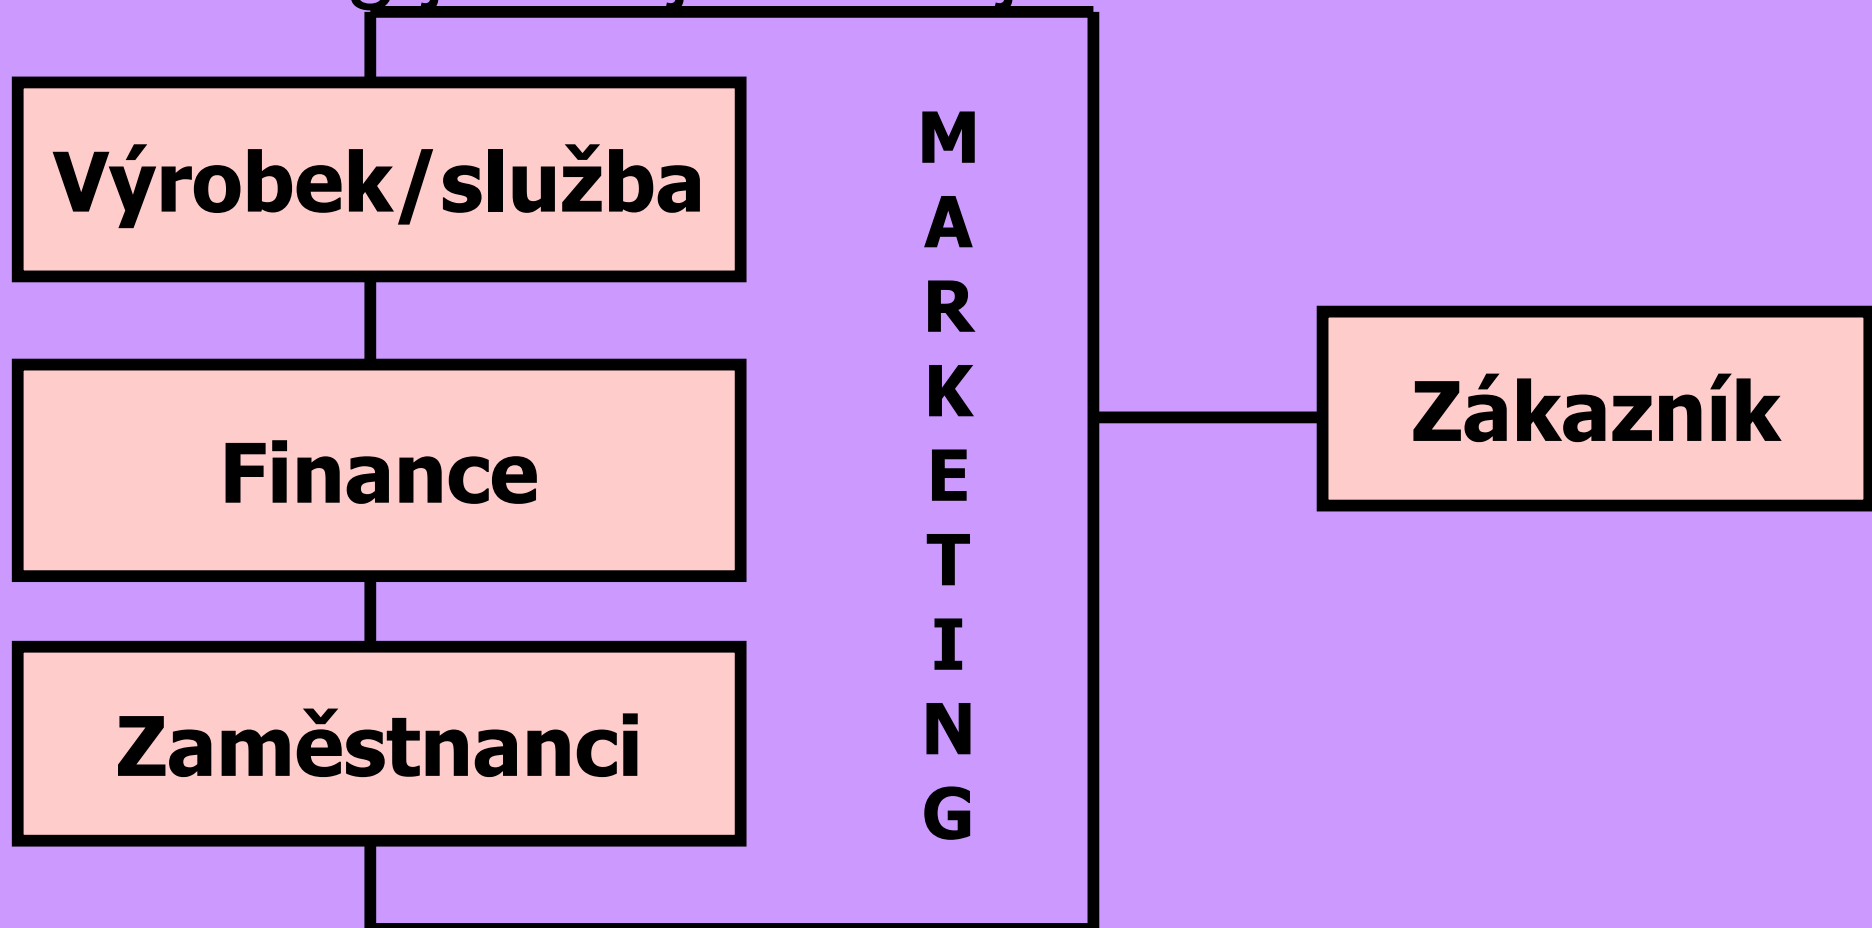 Výrobek/služba
Finance
Zaměstnanci
M
A
R
K
E
T
I
N
G
Zákazník